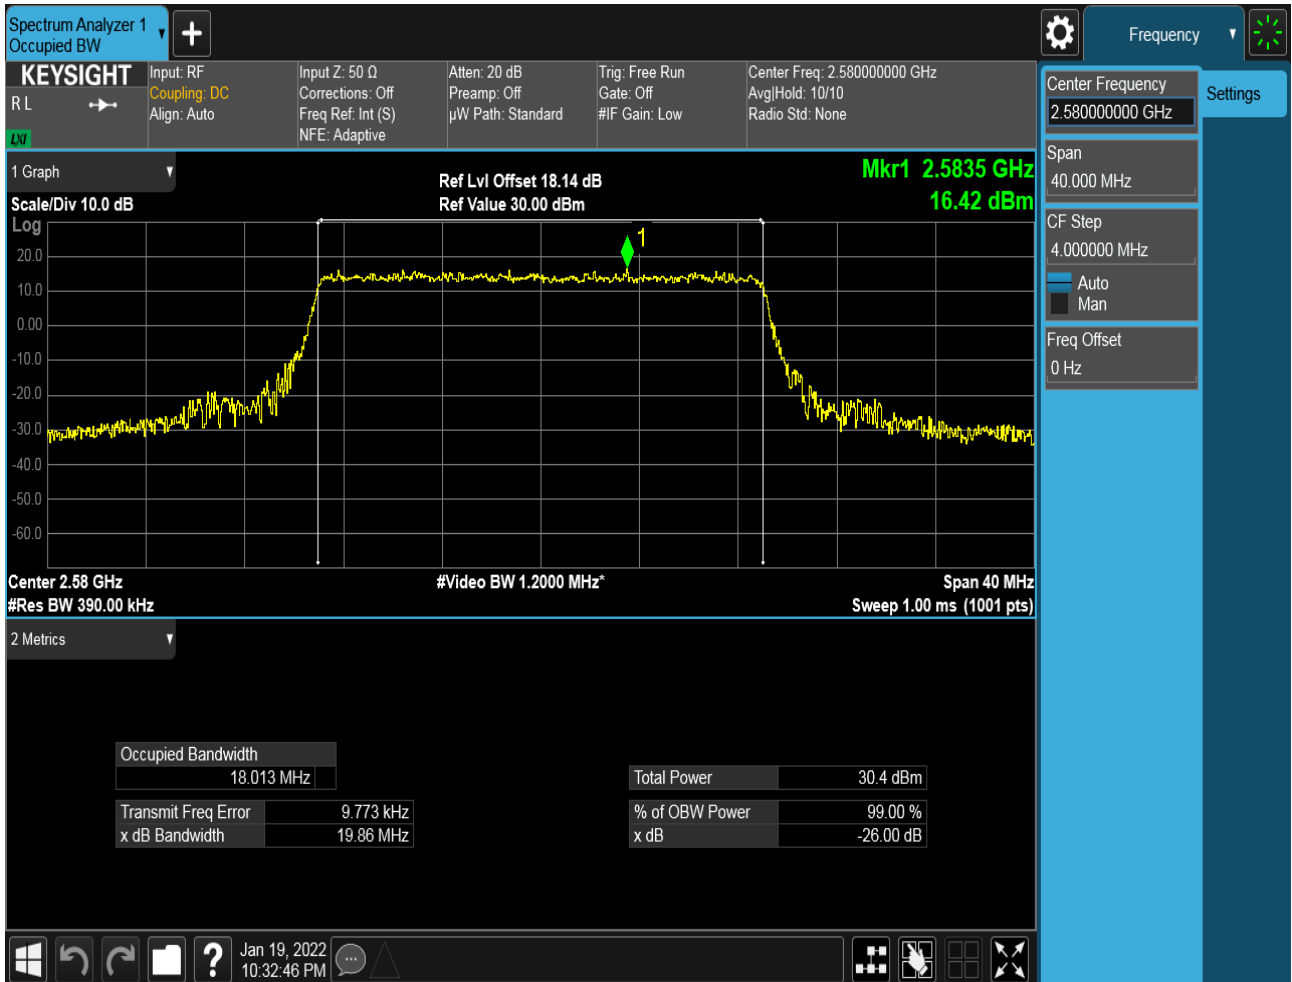 Spectrum Analyzer 1
Occupied BW
Frequency
KEYSIGHT
R L
LXI
Input: RF
Coupling: DC
Align: Auto
Input Z: 50 Ω
Corrections: Off
Freq Ref: Int (S)
NFE: Adaptive
Atten: 20 dB
Preamp: Off
µW Path: Standard
Trig: Free Run
Gate: Off
#IF Gain: Low
Center Freq: 2.580000000 GHz
Avg|Hold: 10/10
Radio Std: None
Center Frequency
2.580000000 GHz
Settings
Span
40.000 MHz
CF Step
4.000000 MHz
Auto
Man
Freq Offset
0 Hz
1 Graph
Scale/Div 10.0 dB
Log
Ref Lvl Offset 18.14 dB
Ref Value 30.00 dBm
Mkr1 2.5835 GHz
16.42 dBm
1
20.0
10.0
0.00
-10.0
-20.0
-30.0
-40.0
-50.0
-60.0
Center 2.58 GHz
#Video BW 1.2000 MHz*
Span 40 MHz
#Res BW 390.00 kHz
Sweep 1.00 ms (1001 pts)
2 Metrics
Occupied Bandwidth
18.013 MHz
Total Power 30.4 dBm
Transmit Freq Error 9.773 kHz
% of OBW Power 99.00 %
x dB Bandwidth 19.86 MHz
x dB -26.00 dB
?
Jan 19, 2022
10:32:46 PM